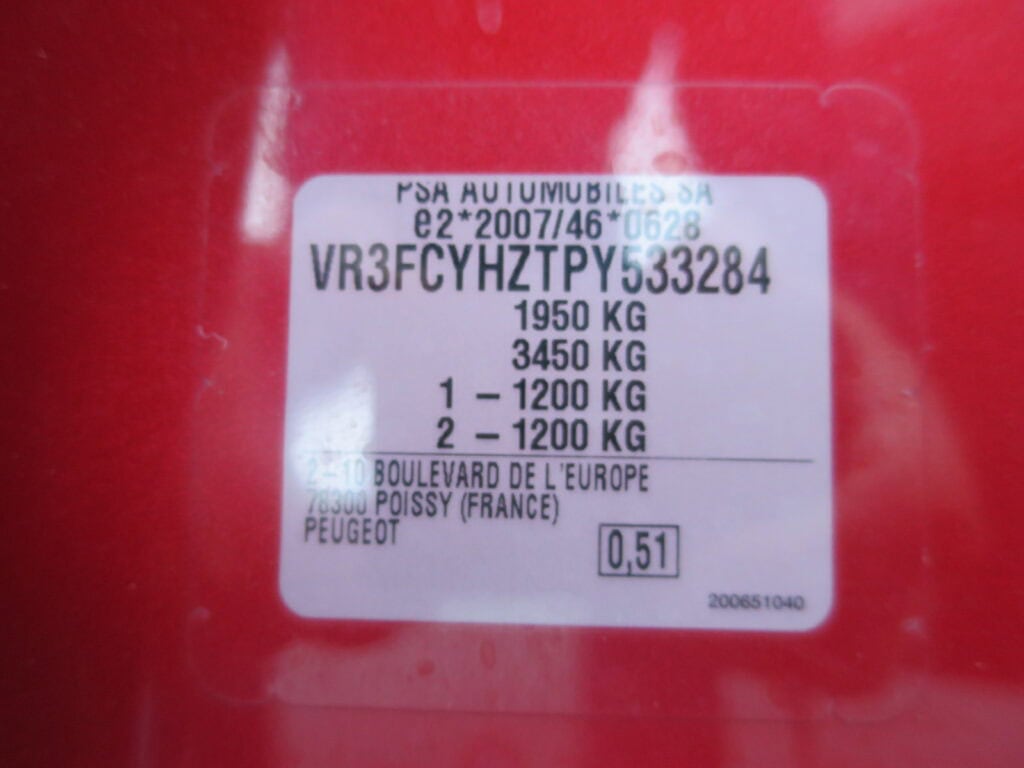 PSA AUTOMOBILES SA
e2*2007/46*0628
VR3FCYHZTPY533284
1950 KG
3450 KG
1 – 1200 KG
2 – 1200 KG
2 – 10 BOULEVARD DE L'EUROPE
78300 POISSY (FRANCE)
PEUGEOT
0,51
200651040